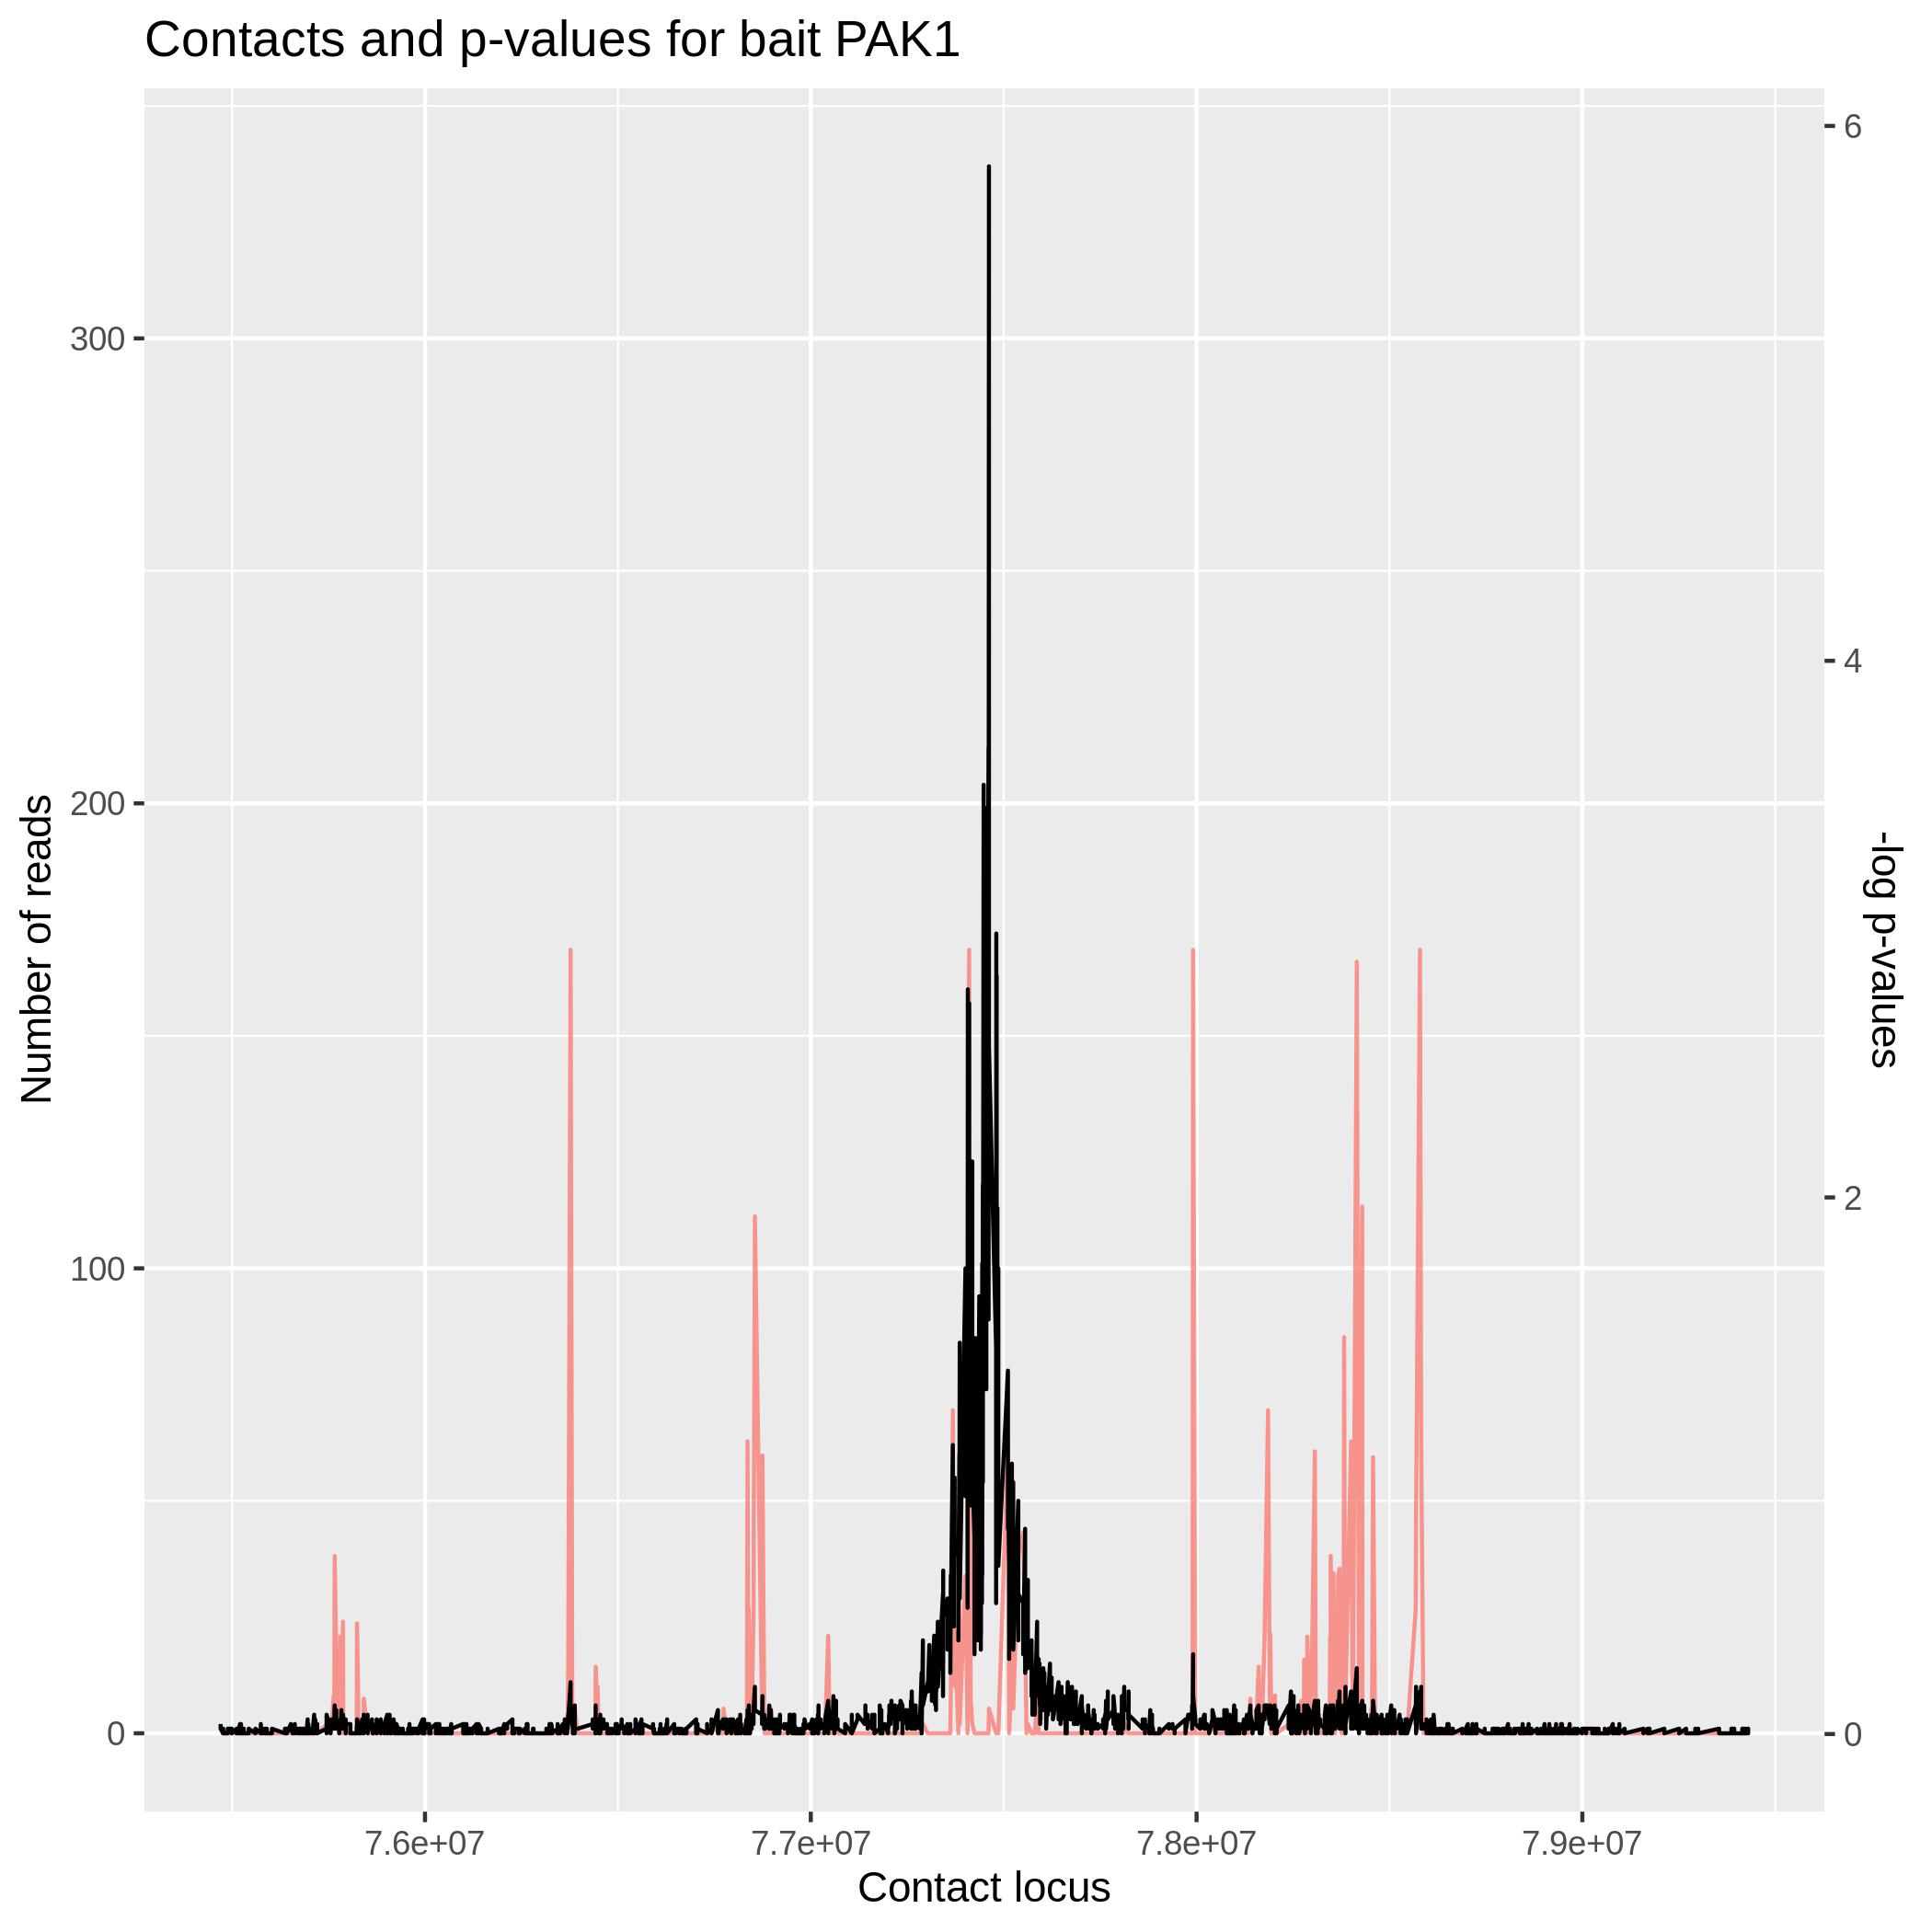 Contacts and p-values for bait PAK1
Number of reads
300
200
100
0
6
4
2
0
-log p-values
7.6e+07
7.7e+07
7.8e+07
7.9e+07
Contact locus